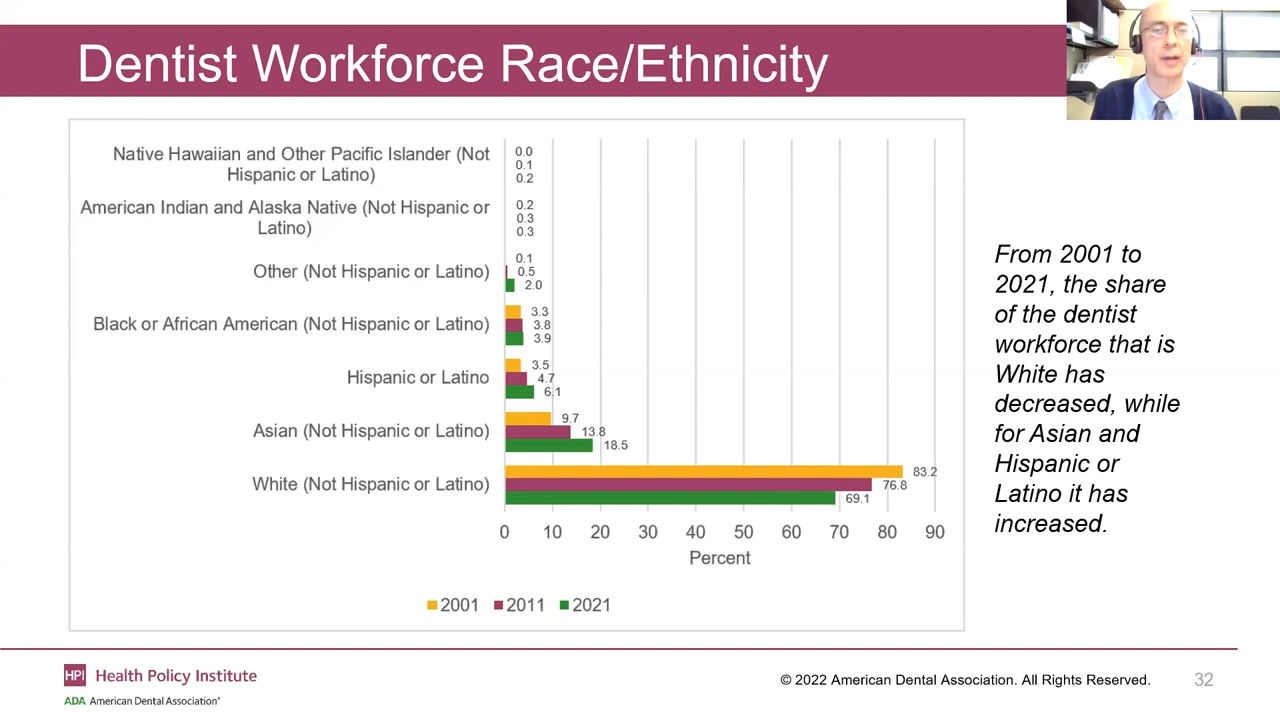 Dentist Workforce Race/Ethnicity
Native Hawaiian and Other Pacific Islander (Not
Hispanic or Latino)
0.0
0.1
0.2
American Indian and Alaska Native (Not Hispanic or
Latino)
0.2
0.3
0.3
Other (Not Hispanic or Latino)
0.1
0.5
2.0
Black or African American (Not Hispanic or Latino)
3.3
3.8
3.9
Hispanic or Latino
3.5
4.7
6.1
Asian (Not Hispanic or Latino)
9.7
13.8
18.5
White (Not Hispanic or Latino)
83.2
76.8
69.1
0 10 20 30 40 50 60 70 80 90
Percent
2001 2011 2021
From 2001 to
2021, the share
of the dentist
workforce that is
White has
decreased, while
for Asian and
Hispanic or
Latino it has
increased.
HPI Health Policy Institute
ADA American Dental Association®
© 2022 American Dental Association. All Rights Reserved.
32